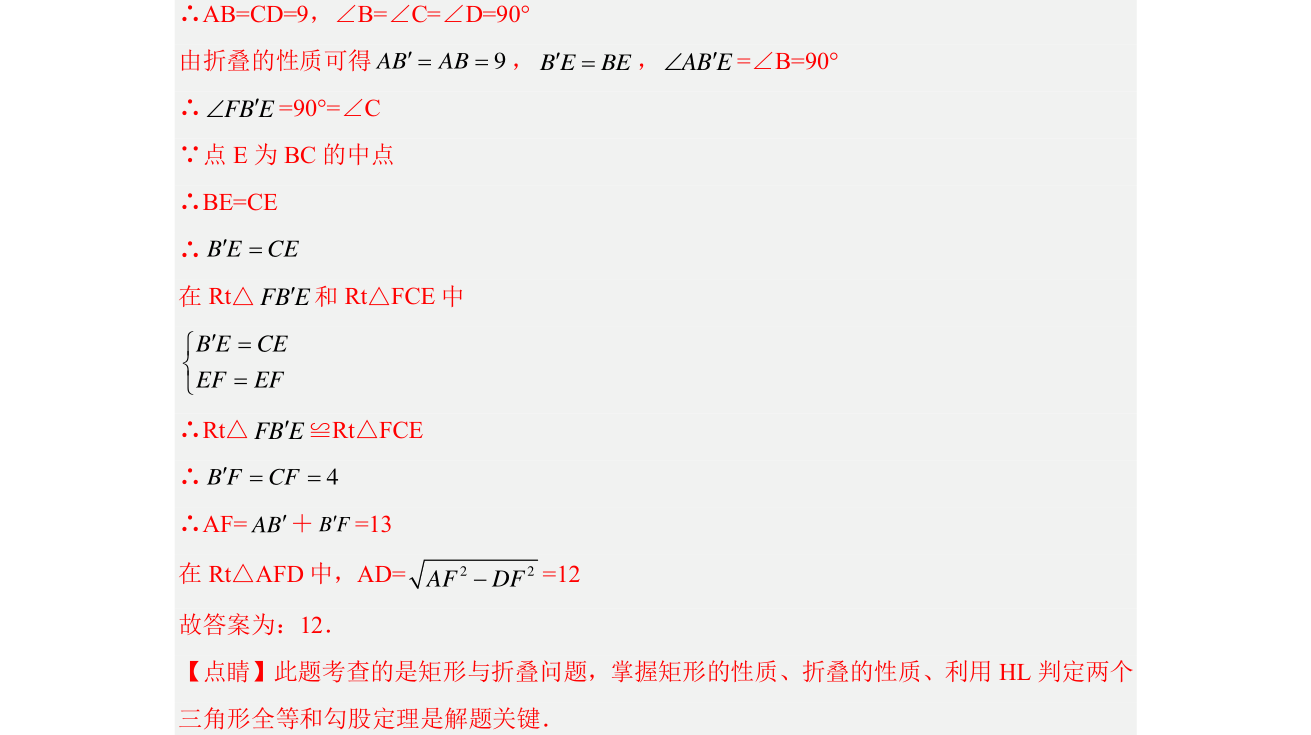 ∴AB=CD=9，∠B=∠C=∠D=90°
由折叠的性质可得AB′=AB=9，B′E=BE，∠AB′E=∠B=90°
∴∠FB′E=90°=∠C
∵点 E 为 BC 的中点
∴BE=CE
∴B′E=CE
在 Rt△FB′E和 Rt△FCE 中
{B′E=CE
EF=EF
∴Rt△FB′E≌Rt△FCE
∴B′F=CF=4
∴AF=AB′＋B′F=13
在 Rt△AFD 中，AD=√(AF²−DF²)=12
故答案为：12．
【点睛】此题考查的是矩形与折叠问题，掌握矩形的性质、折叠的性质、利用 HL 判定两个
三角形全等和勾股定理是解题关键．